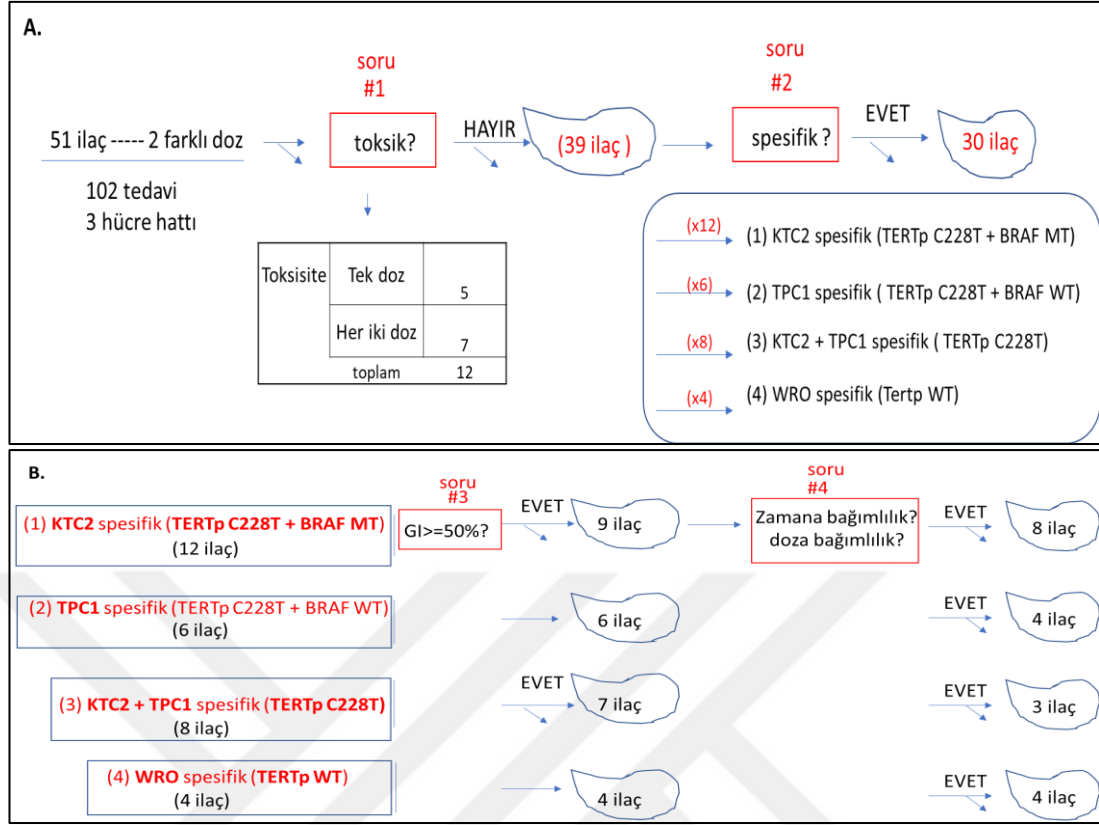 A.
soru
#1
soru
#2
51 ilaç ----- 2 farklı doz
toksik?
HAYIR
(39 ilaç )
spesifik ?
EVET
30 ilaç
102 tedavi
3 hücre hattı
Toksisite
Tek doz
5
Her iki doz
7
toplam
12
(x12)
(1) KTC2 spesifik (TERTp C228T + BRAF MT)
(x6)
(2) TPC1 spesifik ( TERTp C228T + BRAF WT)
(x8)
(3) KTC2 + TPC1 spesifik ( TERTp C228T)
(x4)
(4) WRO spesifik (Tertp WT)
B.
soru
#3
soru
#4
(1) KTC2 spesifik (TERTp C228T + BRAF MT)
(12 ilaç)
GI>=50%?
EVET
9 ilaç
Zamana bağımlılık?
doza bağımlılık?
EVET
8 ilaç
(2) TPC1 spesifik (TERTp C228T + BRAF WT)
(6 ilaç)
6 ilaç
EVET
4 ilaç
(3) KTC2 + TPC1 spesifik (TERTp C228T)
(8 ilaç)
EVET
7 ilaç
EVET
3 ilaç
(4) WRO spesifik (TERTp WT)
(4 ilaç)
4 ilaç
EVET
4 ilaç